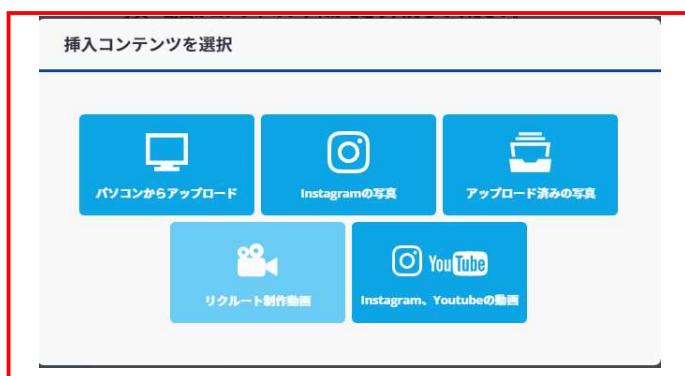 挿入コンテンツを選択
パソコンからアップロード
Instagramの写真
アップロード済みの写真
You Tube
リクルート制作動画
Instagram、Youtubeの動画